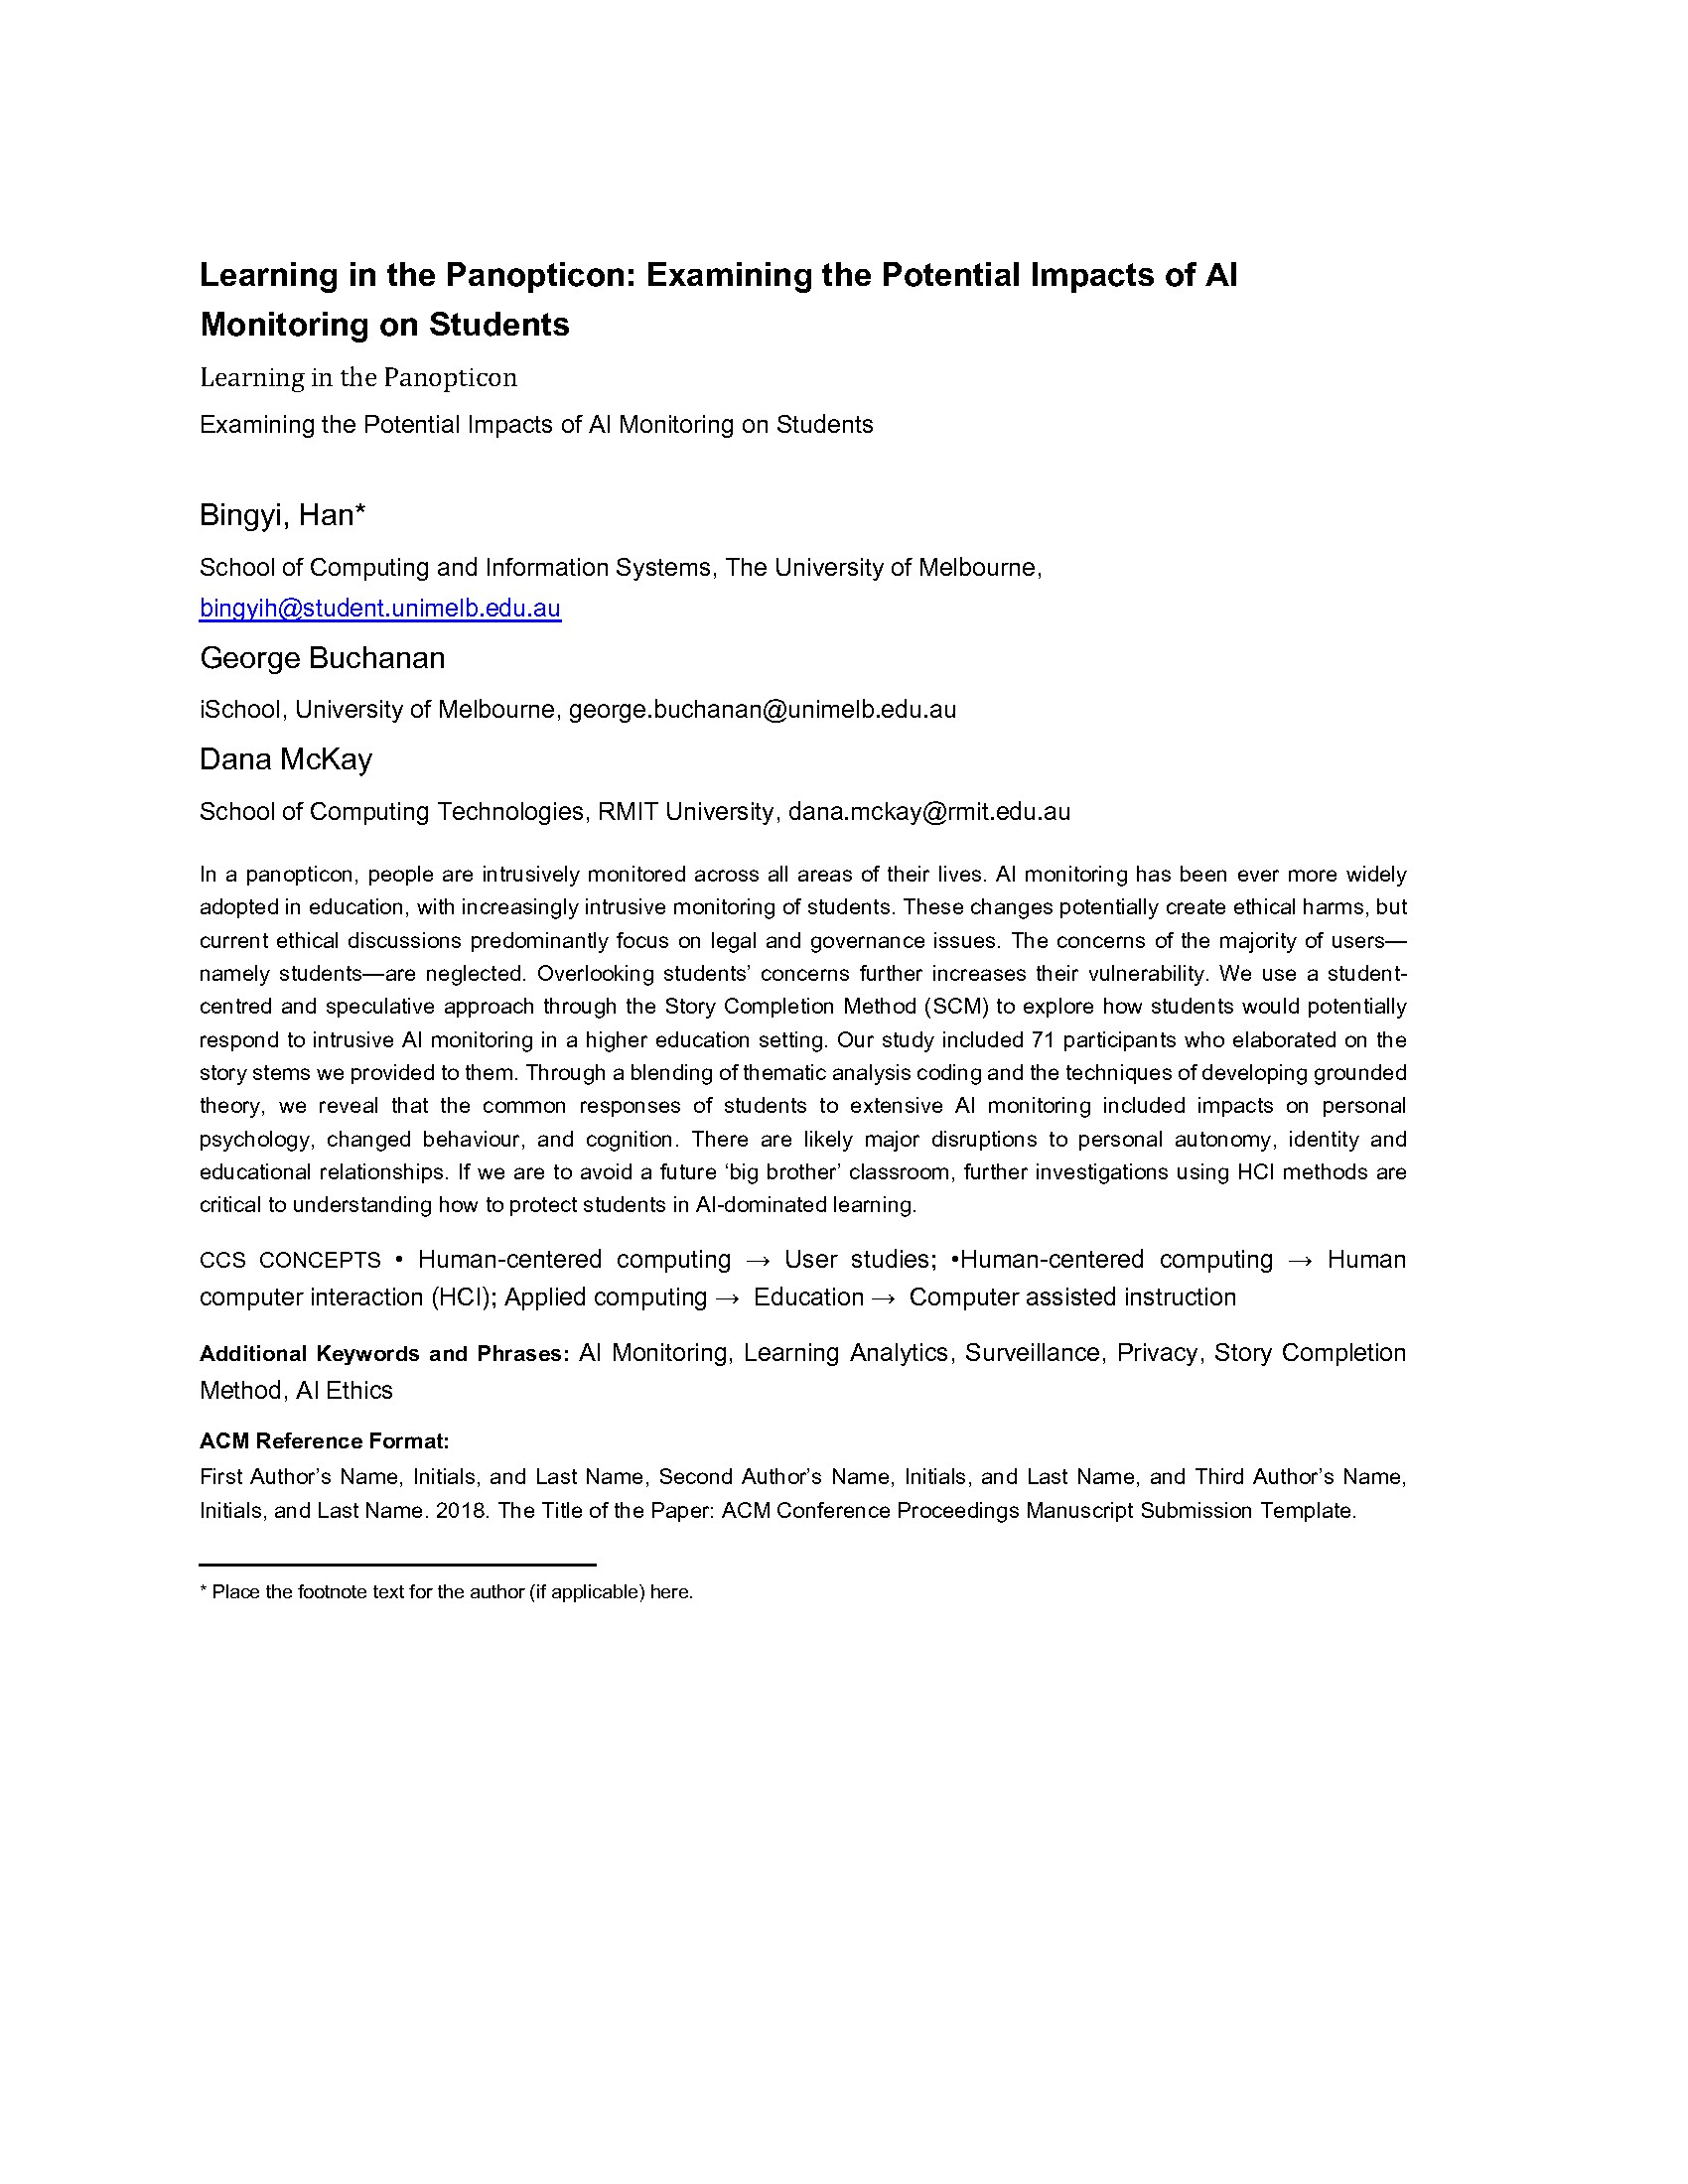 Learning in the Panopticon: Examining the Potential Impacts of AI
Monitoring on Students
Learning in the Panopticon
Examining the Potential Impacts of AI Monitoring on Students
Bingyi, Han*
School of Computing and Information Systems, The University of Melbourne,
bingyih@student.unimelb.edu.au
George Buchanan
iSchool, University of Melbourne, george.buchanan@unimelb.edu.au
Dana McKay
School of Computing Technologies, RMIT University, dana.mckay@rmit.edu.au
In a panopticon, people are intrusively monitored across all areas of their lives. AI monitoring has been ever more widely
adopted in education, with increasingly intrusive monitoring of students. These changes potentially create ethical harms, but
current ethical discussions predominantly focus on legal and governance issues. The concerns of the majority of users—
namely students—are neglected. Overlooking students’ concerns further increases their vulnerability. We use a student-
centred and speculative approach through the Story Completion Method (SCM) to explore how students would potentially
respond to intrusive AI monitoring in a higher education setting. Our study included 71 participants who elaborated on the
story stems we provided to them. Through a blending of thematic analysis coding and the techniques of developing grounded
theory, we reveal that the common responses of students to extensive AI monitoring included impacts on personal
psychology, changed behaviour, and cognition. There are likely major disruptions to personal autonomy, identity and
educational relationships. If we are to avoid a future ‘big brother’ classroom, further investigations using HCI methods are
critical to understanding how to protect students in AI-dominated learning.
CCS CONCEPTS • Human-centered computing → User studies; •Human-centered computing → Human
computer interaction (HCI); Applied computing → Education → Computer assisted instruction
Additional Keywords and Phrases: AI Monitoring, Learning Analytics, Surveillance, Privacy, Story Completion
Method, AI Ethics
ACM Reference Format:
First Author’s Name, Initials, and Last Name, Second Author’s Name, Initials, and Last Name, and Third Author’s Name,
Initials, and Last Name. 2018. The Title of the Paper: ACM Conference Proceedings Manuscript Submission Template.
* Place the footnote text for the author (if applicable) here.